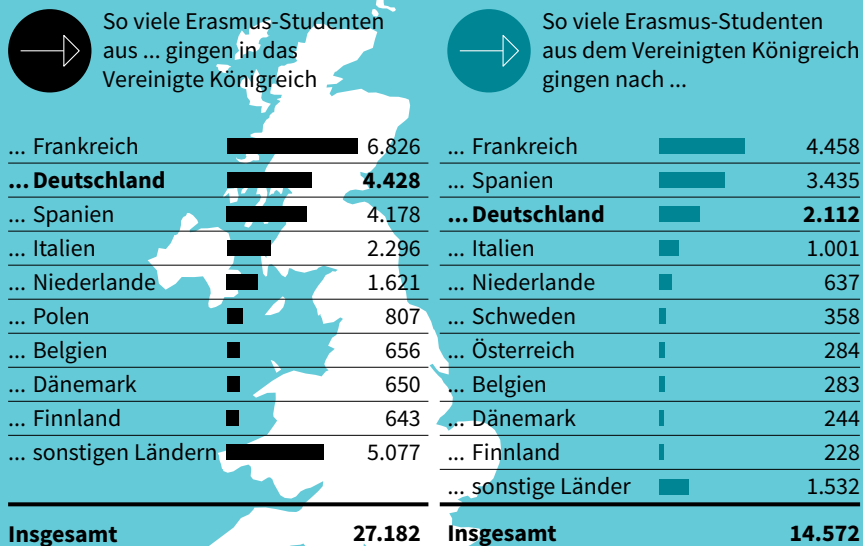 So viele Erasmus-Studenten
aus ... gingen in das
Vereinigte Königreich
... Frankreich 6.826
... Deutschland 4.428
... Spanien 4.178
... Italien 2.296
... Niederlande 1.621
... Polen 807
... Belgien 656
... Dänemark 650
... Finnland 643
... sonstigen Ländern 5.077
Insgesamt 27.182
So viele Erasmus-Studenten
aus dem Vereinigten Königreich
gingen nach ...
... Frankreich 4.458
... Spanien 3.435
... Deutschland 2.112
... Italien 1.001
... Niederlande 637
... Schweden 358
... Österreich 284
... Belgien 283
... Dänemark 244
... Finnland 228
... sonstige Länder 1.532
Insgesamt 14.572